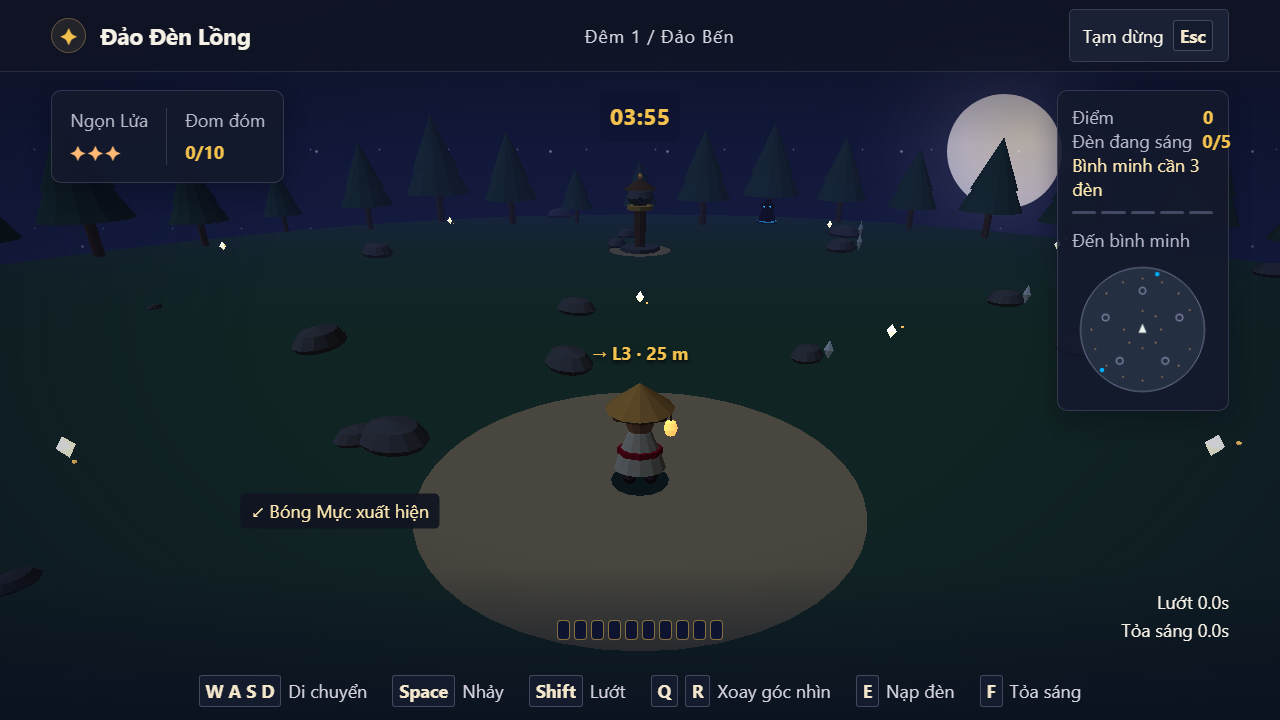 Đảo Đèn Lồng
Đêm 1 / Đảo Bến
Tạm dừng Esc
Ngọn Lửa
Đom đóm
0/10
03:55
Điểm 0
Đèn đang sáng 0/5
Bình minh cần 3
đèn
Đến bình minh
→ L3 · 25 m
↙ Bóng Mực xuất hiện
Lướt 0.0s
Tỏa sáng 0.0s
W A S D Di chuyển Space Nhảy Shift Lướt Q R Xoay góc nhìn E Nạp đèn F Tỏa sáng